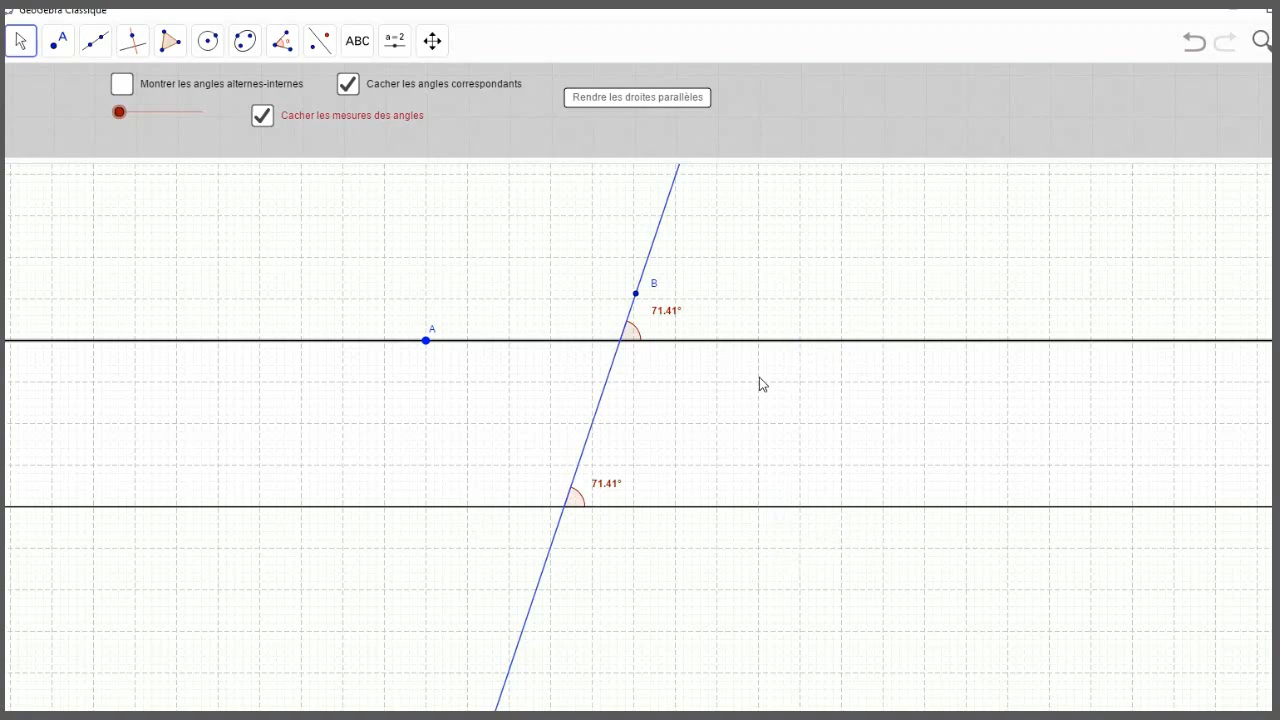 GeoGebra Classique
A
ABC
a=2
Montrer les angles alternes-internes
Cacher les angles correspondants
Rendre les droites parallèles
Cacher les mesures des angles
B
71.41°
A
71.41°